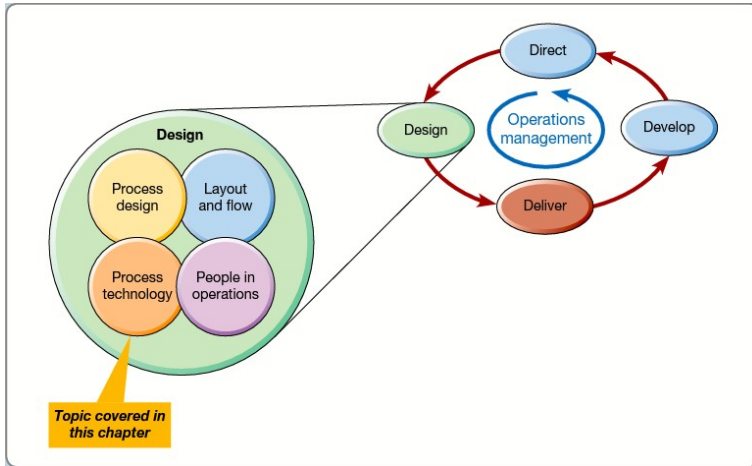 Direct
Design
Operations
management
Develop
Deliver
Design
Process
design
Layout
and flow
Process
technology
People in
operations
Topic covered in
this chapter